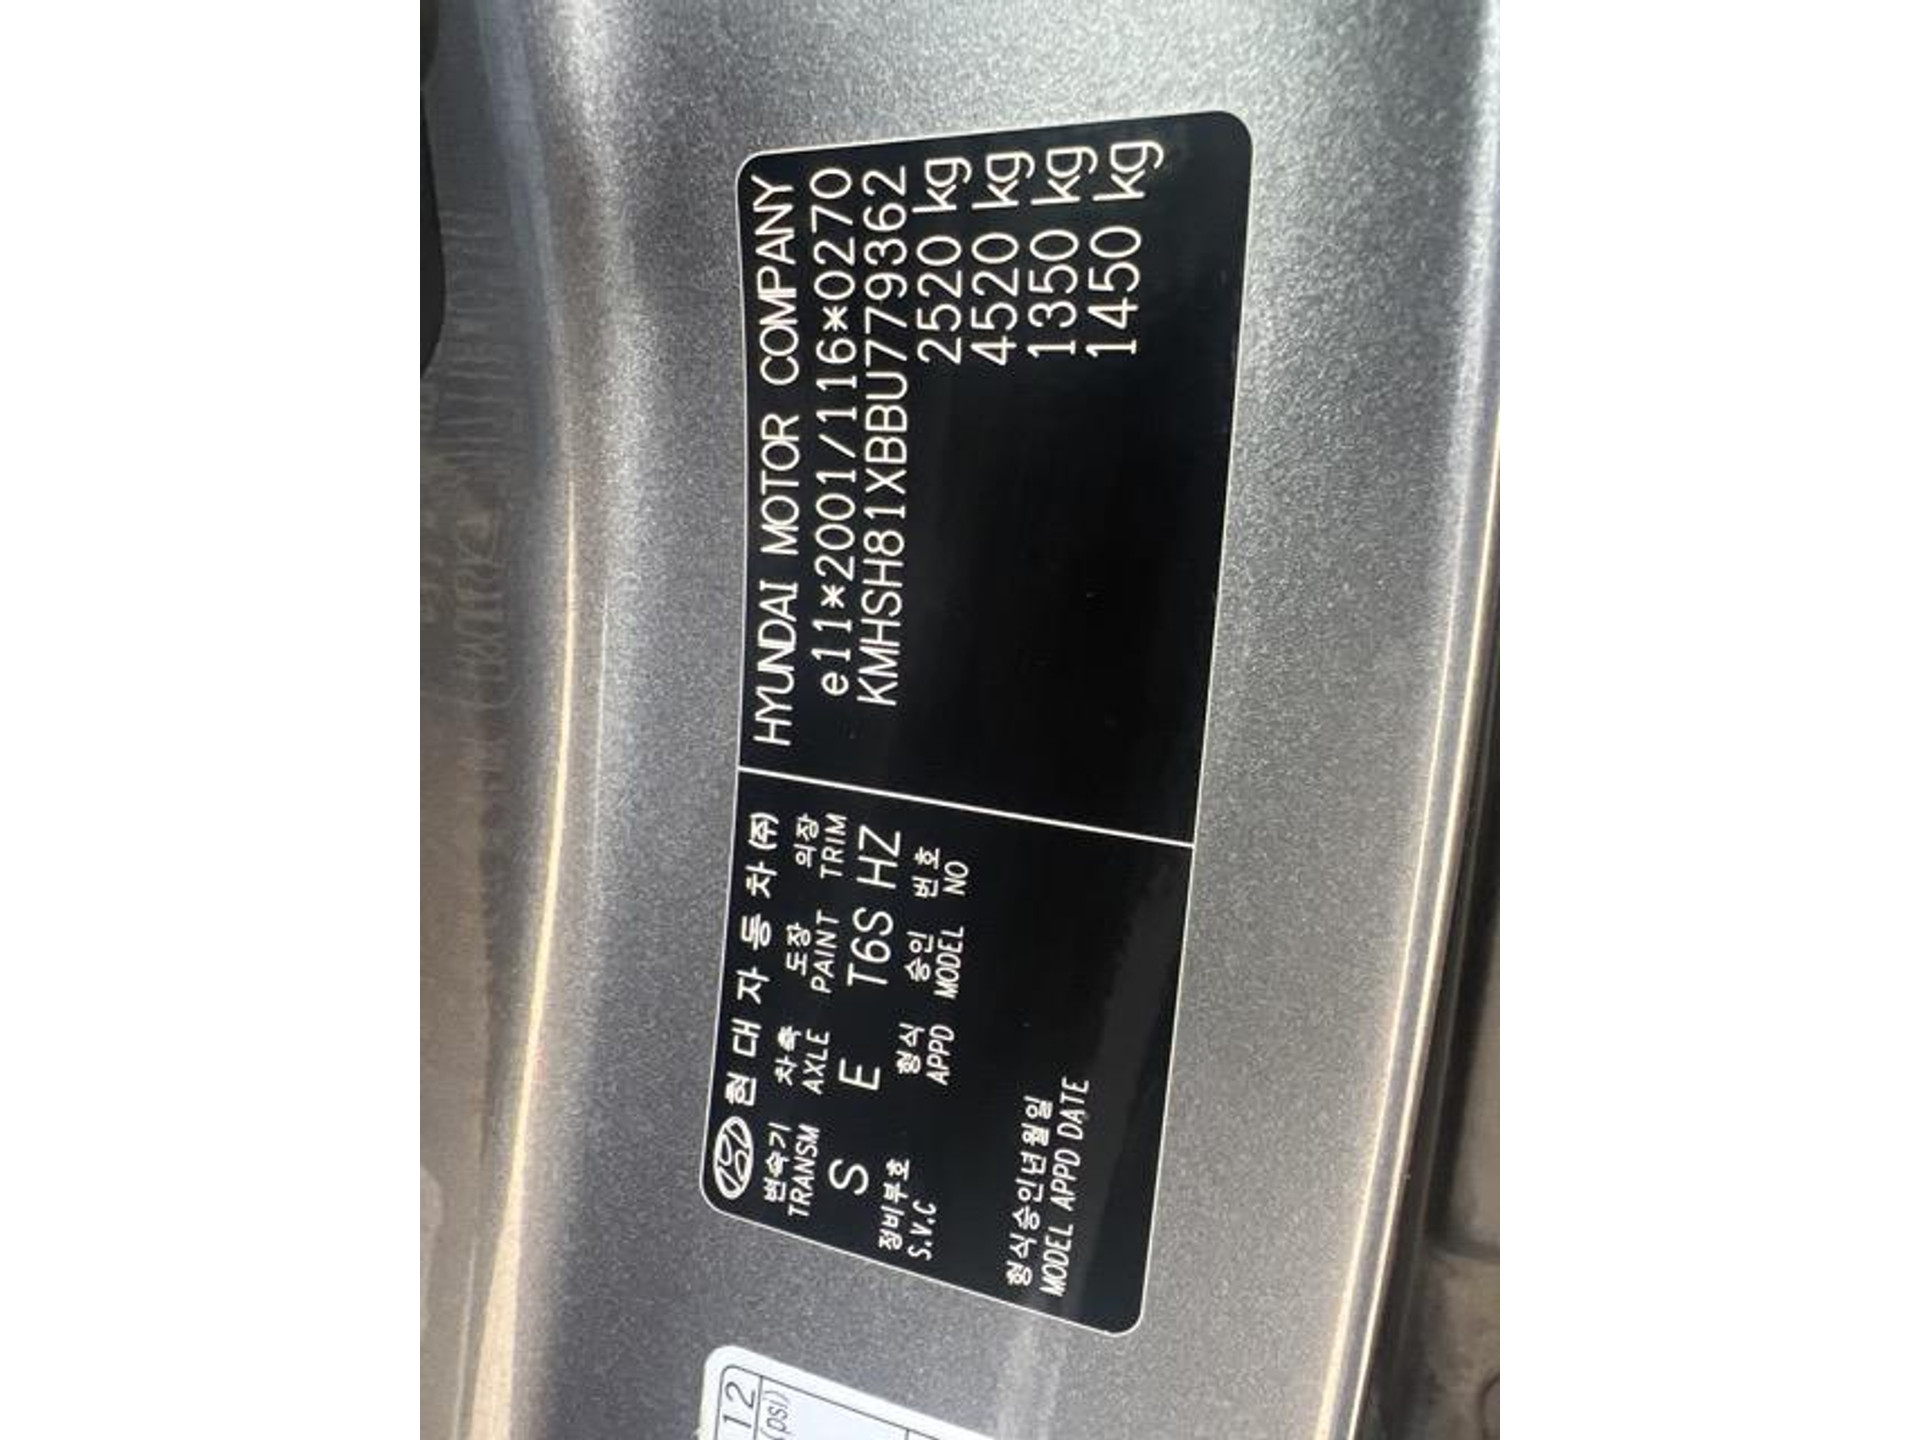 현대자동차(주)
변속기 차축 도장 의장
TRANSM AXLE PAINT TRIM
S E T6S HZ
정비부호 형식 승인 번호
S.V.C APPD MODEL NO
형식승인년월일
MODEL APPD DATE
HYUNDAI MOTOR COMPANY
e11*2001/116*0270
KMHSH81XBBU779362
2520 kg
4520 kg
1350 kg
1450 kg
12
(psi)